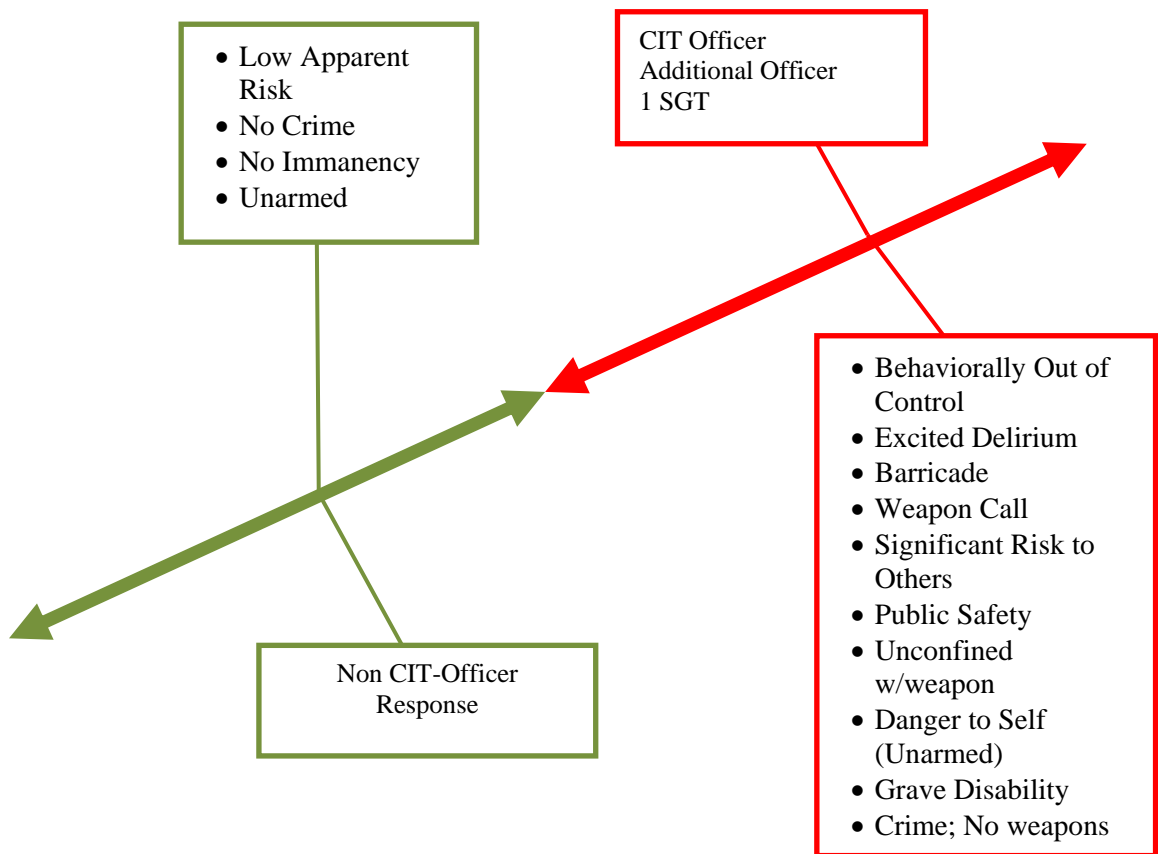 • Low Apparent
Risk
• No Crime
• No Immanency
• Unarmed
CIT Officer
Additional Officer
1 SGT
Non CIT-Officer
Response
• Behaviorally Out of
Control
• Excited Delirium
• Barricade
• Weapon Call
• Significant Risk to
Others
• Public Safety
• Unconfined
w/weapon
• Danger to Self
(Unarmed)
• Grave Disability
• Crime; No weapons